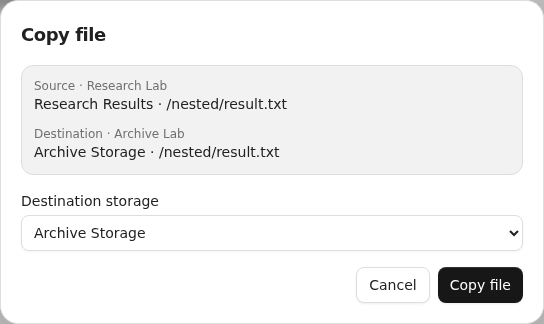 Copy file
Source · Research Lab
Research Results · /nested/result.txt
Destination · Archive Lab
Archive Storage · /nested/result.txt
Destination storage
Archive Storage
Cancel
Copy file